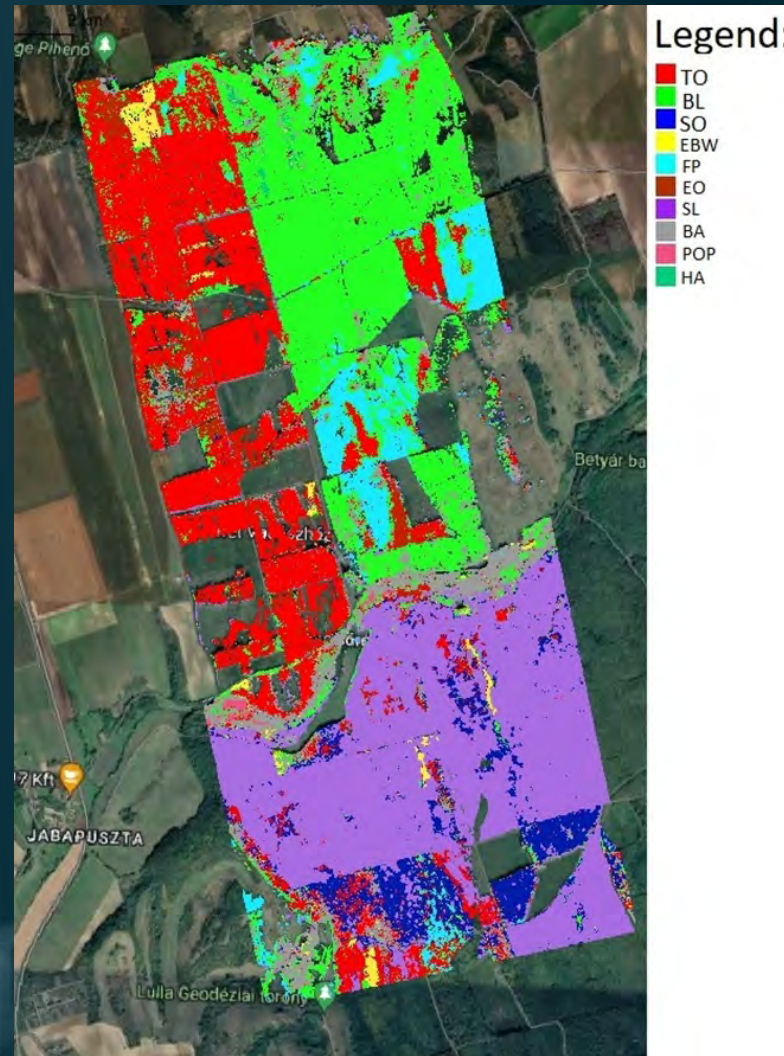 2 km
ge Pihenő
Legend:
TO
BL
SO
EBW
FP
EO
SL
BA
POP
HA
Betyár ba
7 Kft
JABAPUSZTA
Lulla Geodéziai torony